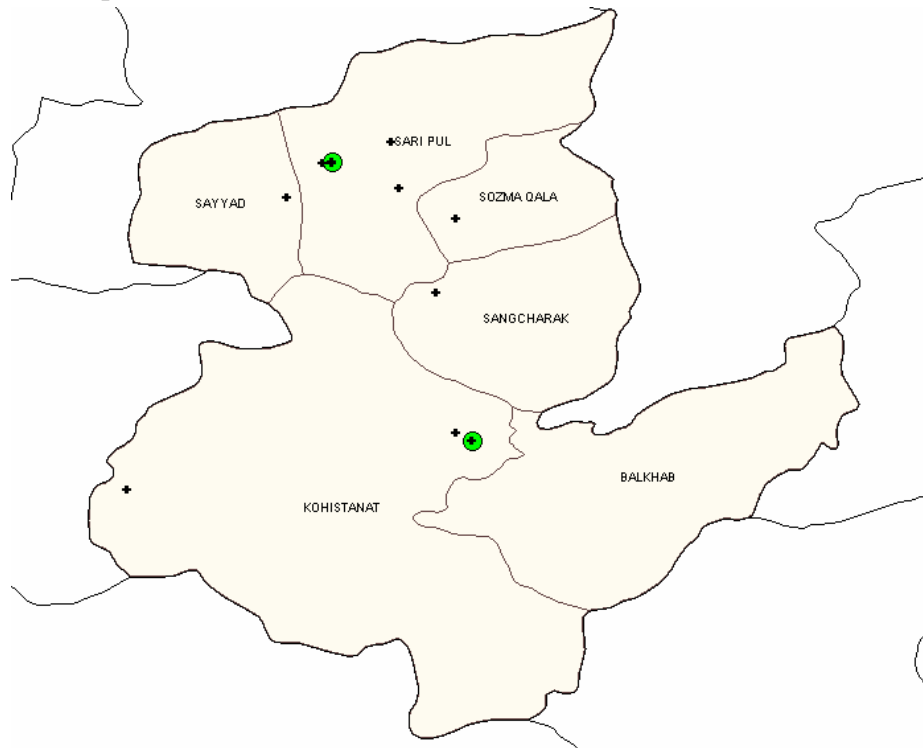 SARI PUL
SOZMA QALA
SAYYAD
SANGCHARAK
BALKHAB
KOHISTANAT